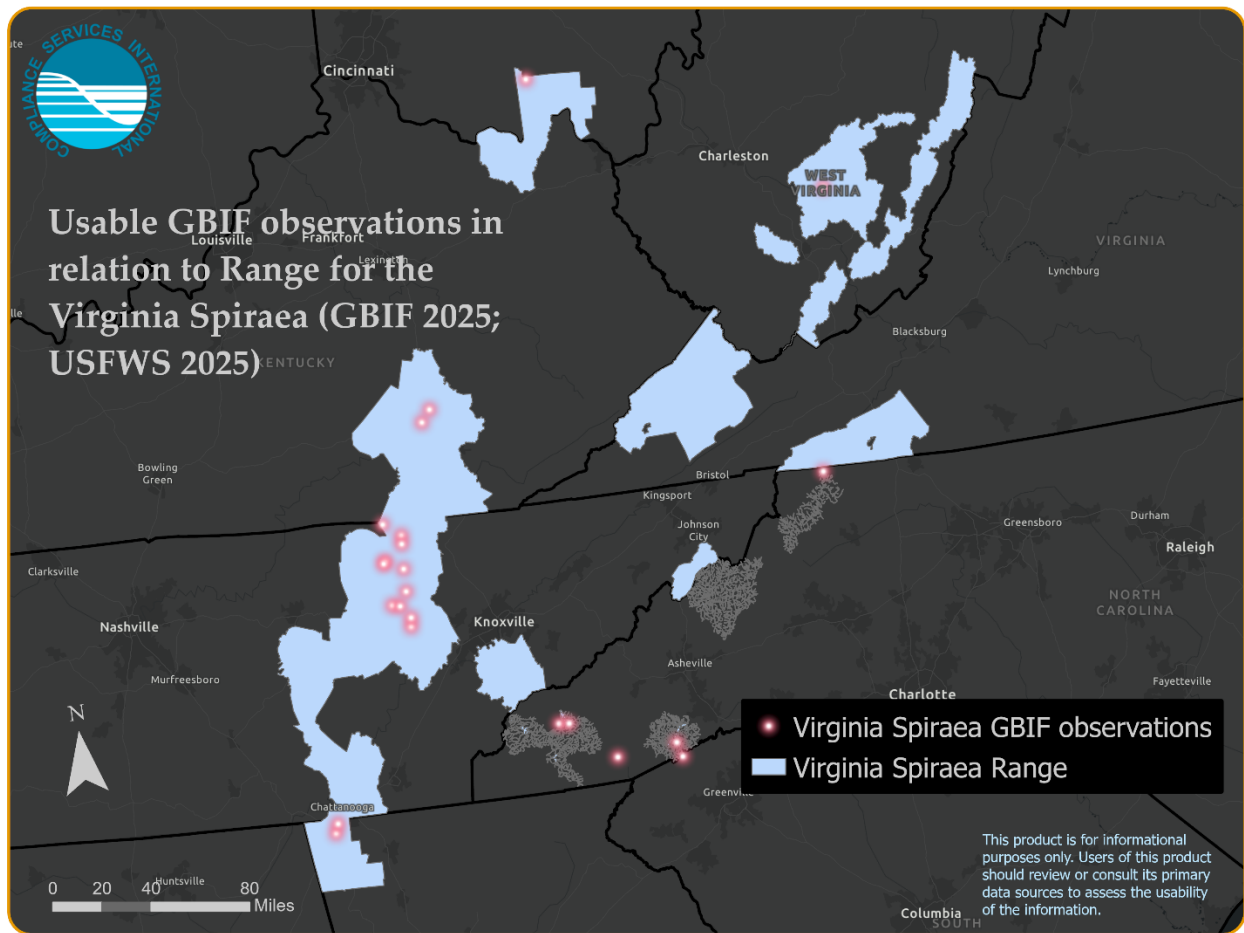 COMPLIANCE SERVICES INTERNATIONAL
ute
Cincinnati
Charleston
WEST
VIRGINIA
Usable GBIF observations in
relation to Range for the
Virginia Spiraea (GBIF 2025;
USFWS 2025)
Louisville
Frankfort
Lexington
VIRGINIA
Lynchburg
lle
Blacksburg
KENTUCKY
Bowling
Green
Bristol
Kingsport
Johnson
City
Greensboro
Durham
Raleigh
Clarksville
NORTH
CAROLINA
Nashville
Knoxville
Murfreesboro
Asheville
Fayetteville
Charlotte
N
Virginia Spiraea GBIF observations
Virginia Spiraea Range
Greenvil
Chattanooga
This product is for informational
purposes only. Users of this product
should review or consult its primary
data sources to assess the usability
of the information.
Huntsville
0 20 40 80
Miles
Columbia
SOUTH